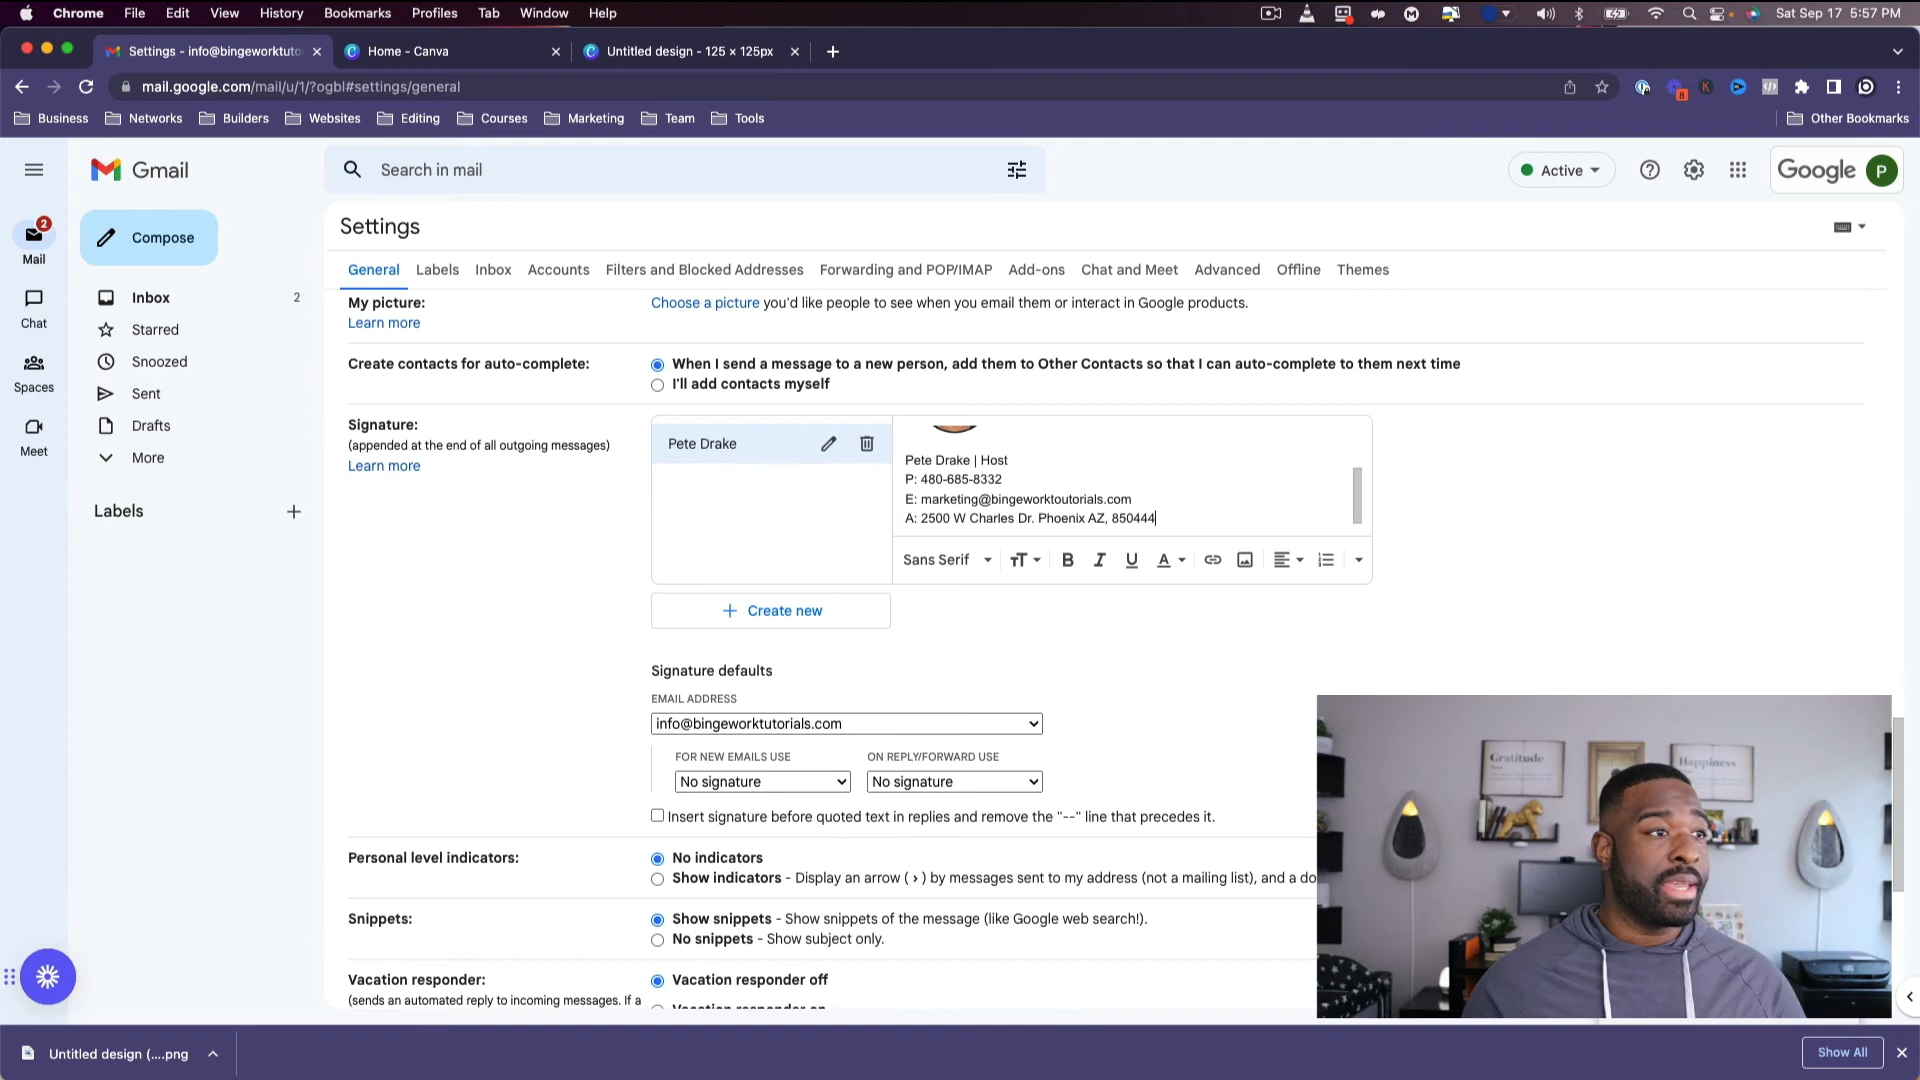 Chrome File Edit View History Bookmarks Profiles Tab Window Help
Sat Sep 17 5:57 PM
Settings - info@bingeworktuto
Home - Canva
Untitled design - 125 × 125px
mail.google.com/mail/u/1/?ogbl#settings/general
8
K
Business Networks Builders Websites Editing Courses Marketing Team Tools
Other Bookmarks
Gmail
Search in mail
Active
Google P
2
Mail
Chat
Spaces
Meet
Compose
Inbox 2
Starred
Snoozed
Sent
Drafts
More
Labels
Settings
General Labels Inbox Accounts Filters and Blocked Addresses Forwarding and POP/IMAP Add-ons Chat and Meet Advanced Offline Themes
My picture:
Learn more
Choose a picture you'd like people to see when you email them or interact in Google products.
Create contacts for auto-complete:
When I send a message to a new person, add them to Other Contacts so that I can auto-complete to them next time
I'll add contacts myself
Signature:
(appended at the end of all outgoing messages)
Learn more
Pete Drake
Pete Drake | Host
P: 480-685-8332
E: marketing@bingeworktoutorials.com
A: 2500 W Charles Dr. Phoenix AZ, 850444
Sans Serif
Create new
Signature defaults
EMAIL ADDRESS
info@bingeworktutorials.com
FOR NEW EMAILS USE ON REPLY/FORWARD USE
No signature No signature
Insert signature before quoted text in replies and remove the "--" line that precedes it.
Personal level indicators:
No indicators
Show indicators - Display an arrow ( › ) by messages sent to my address (not a mailing list), and a do
Snippets:
Show snippets - Show snippets of the message (like Google web search!).
No snippets - Show subject only.
Vacation responder:
(sends an automated reply to incoming messages. If a
Vacation responder off
Vacation responder on
Gratitude
Happiness
Untitled design (....png
Show All